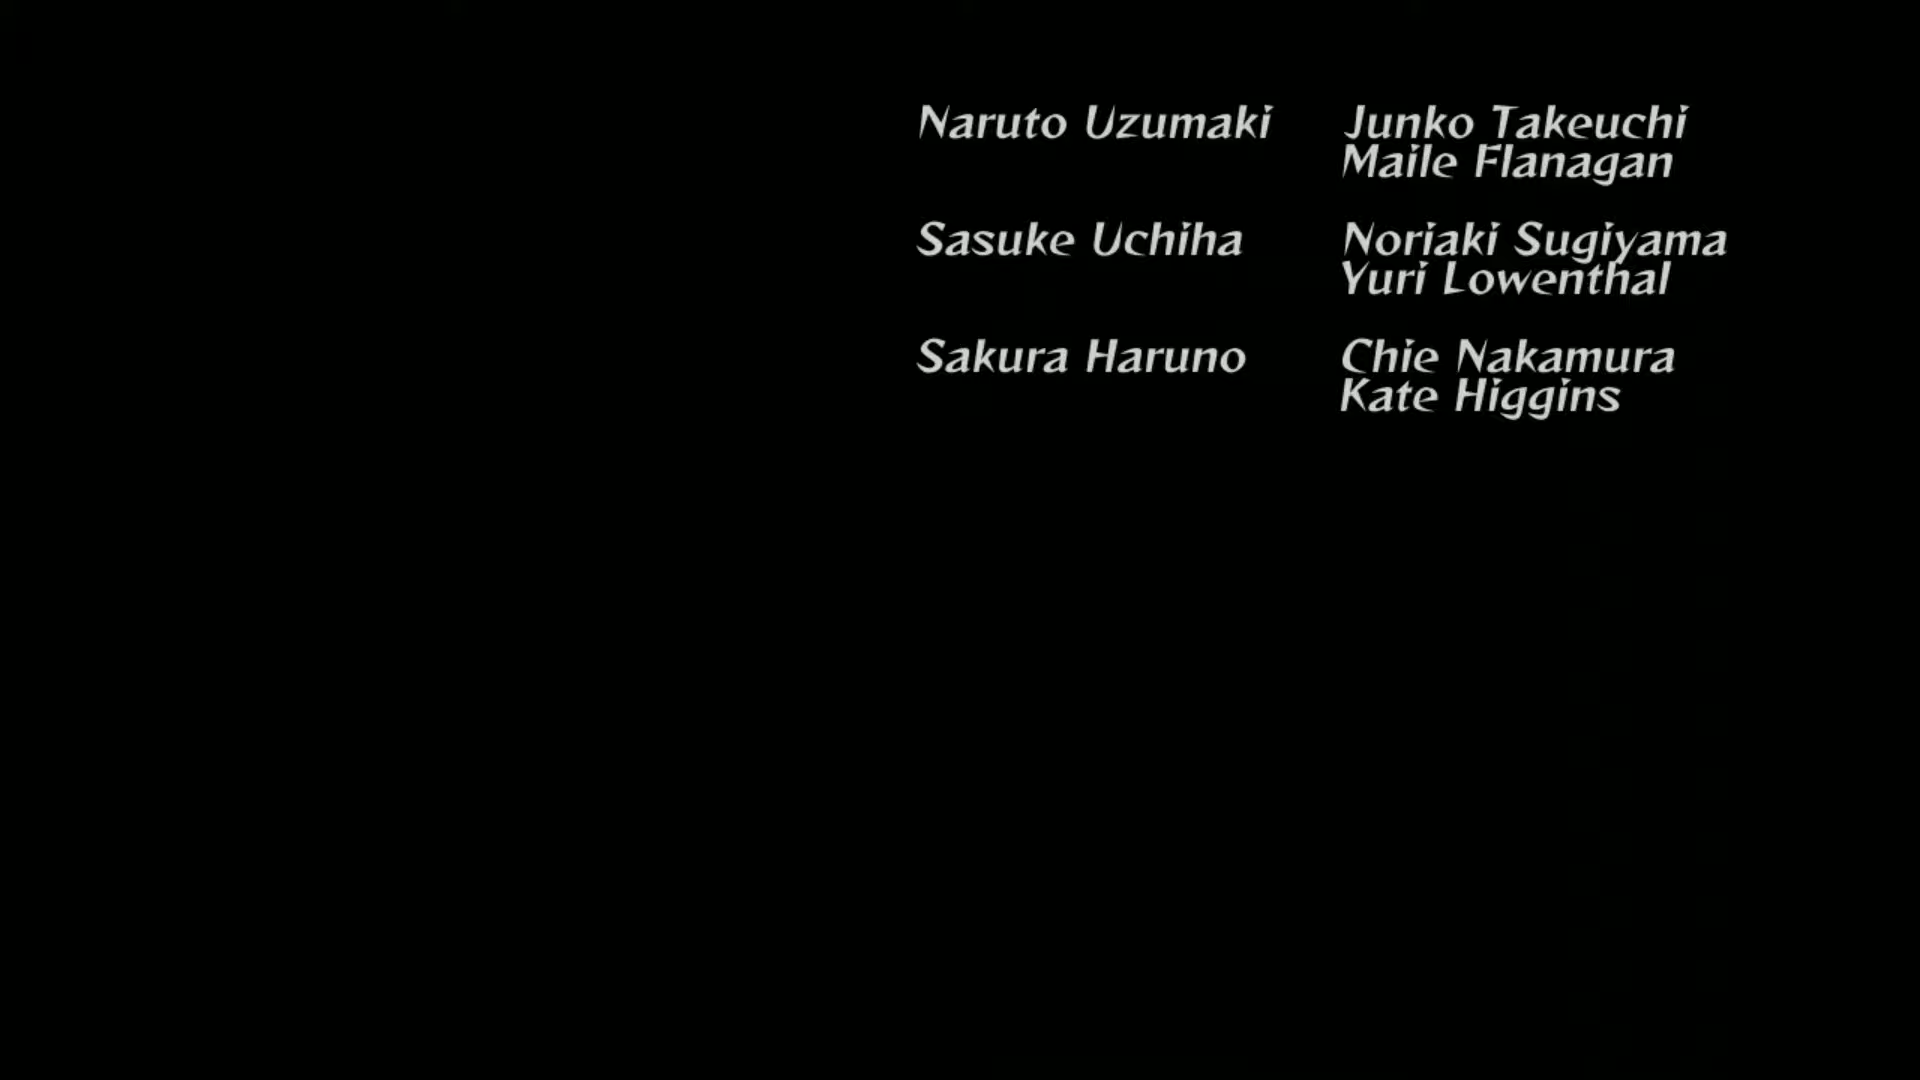 Naruto Uzumaki Junko Takeuchi
Maile Flanagan
Sasuke Uchiha Noriaki Sugiyama
Yuri Lowenthal
Sakura Haruno Chie Nakamura
Kate Higgins